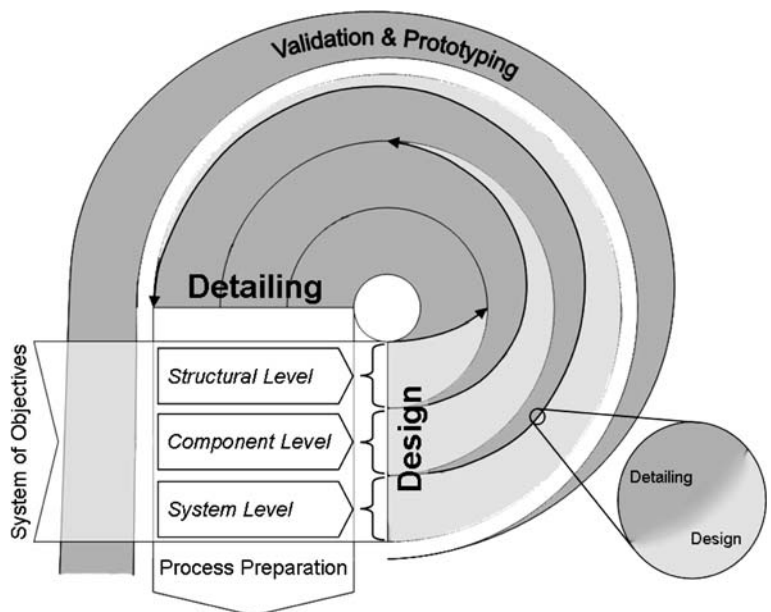 Validation & Prototyping
Detailing
System of Objectives
Structural Level
Component Level
System Level
Design
Process Preparation
Detailing
Design